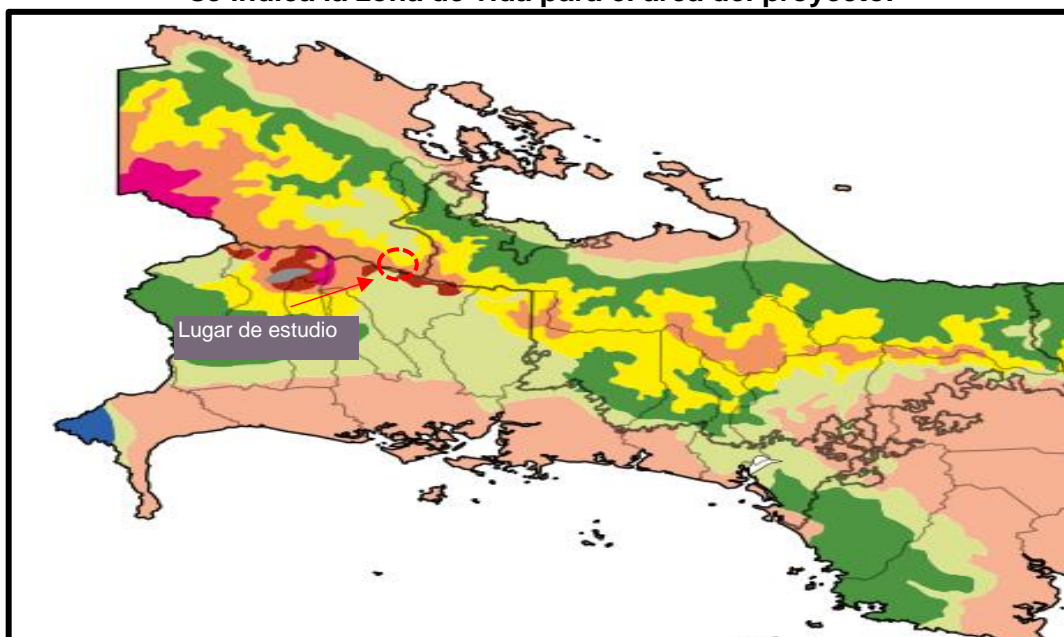 se indica la zona de vida para el área del proyecto.
Lugar de estudio